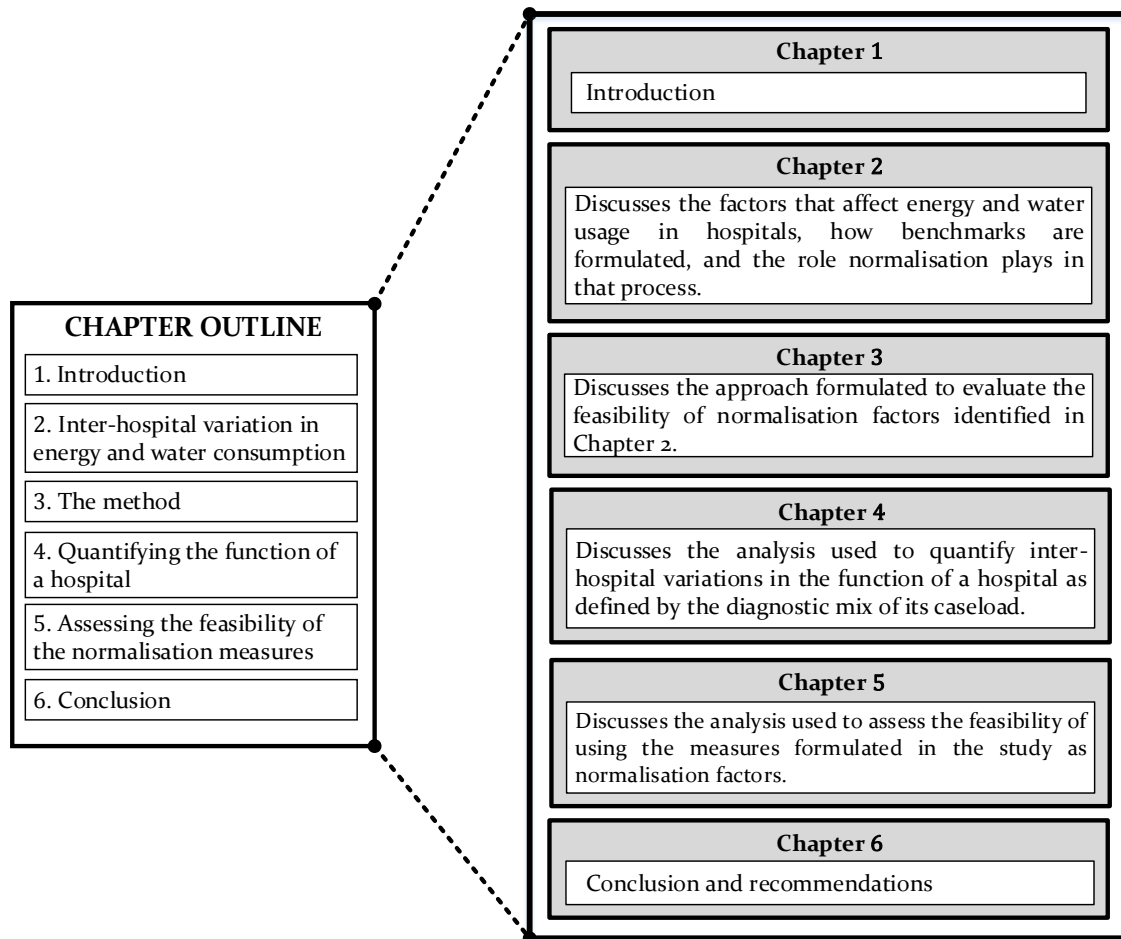 CHAPTER OUTLINE
1. Introduction
2. Inter-hospital variation in
energy and water consumption
3. The method
4. Quantifying the function of
a hospital
5. Assessing the feasibility of
the normalisation measures
6. Conclusion
Chapter 1
Introduction
Chapter 2
Discusses the factors that affect energy and water
usage in hospitals, how benchmarks are
formulated, and the role normalisation plays in
that process.
Chapter 3
Discusses the approach formulated to evaluate the
feasibility of normalisation factors identified in
Chapter 2.
Chapter 4
Discusses the analysis used to quantify inter-
hospital variations in the function of a hospital as
defined by the diagnostic mix of its caseload.
Chapter 5
Discusses the analysis used to assess the feasibility of
using the measures formulated in the study as
normalisation factors.
Chapter 6
Conclusion and recommendations